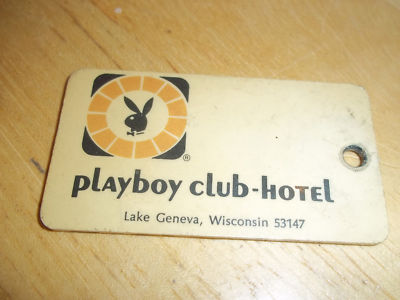 ®
playboy club-hotel
Lake Geneva, Wisconsin 53147